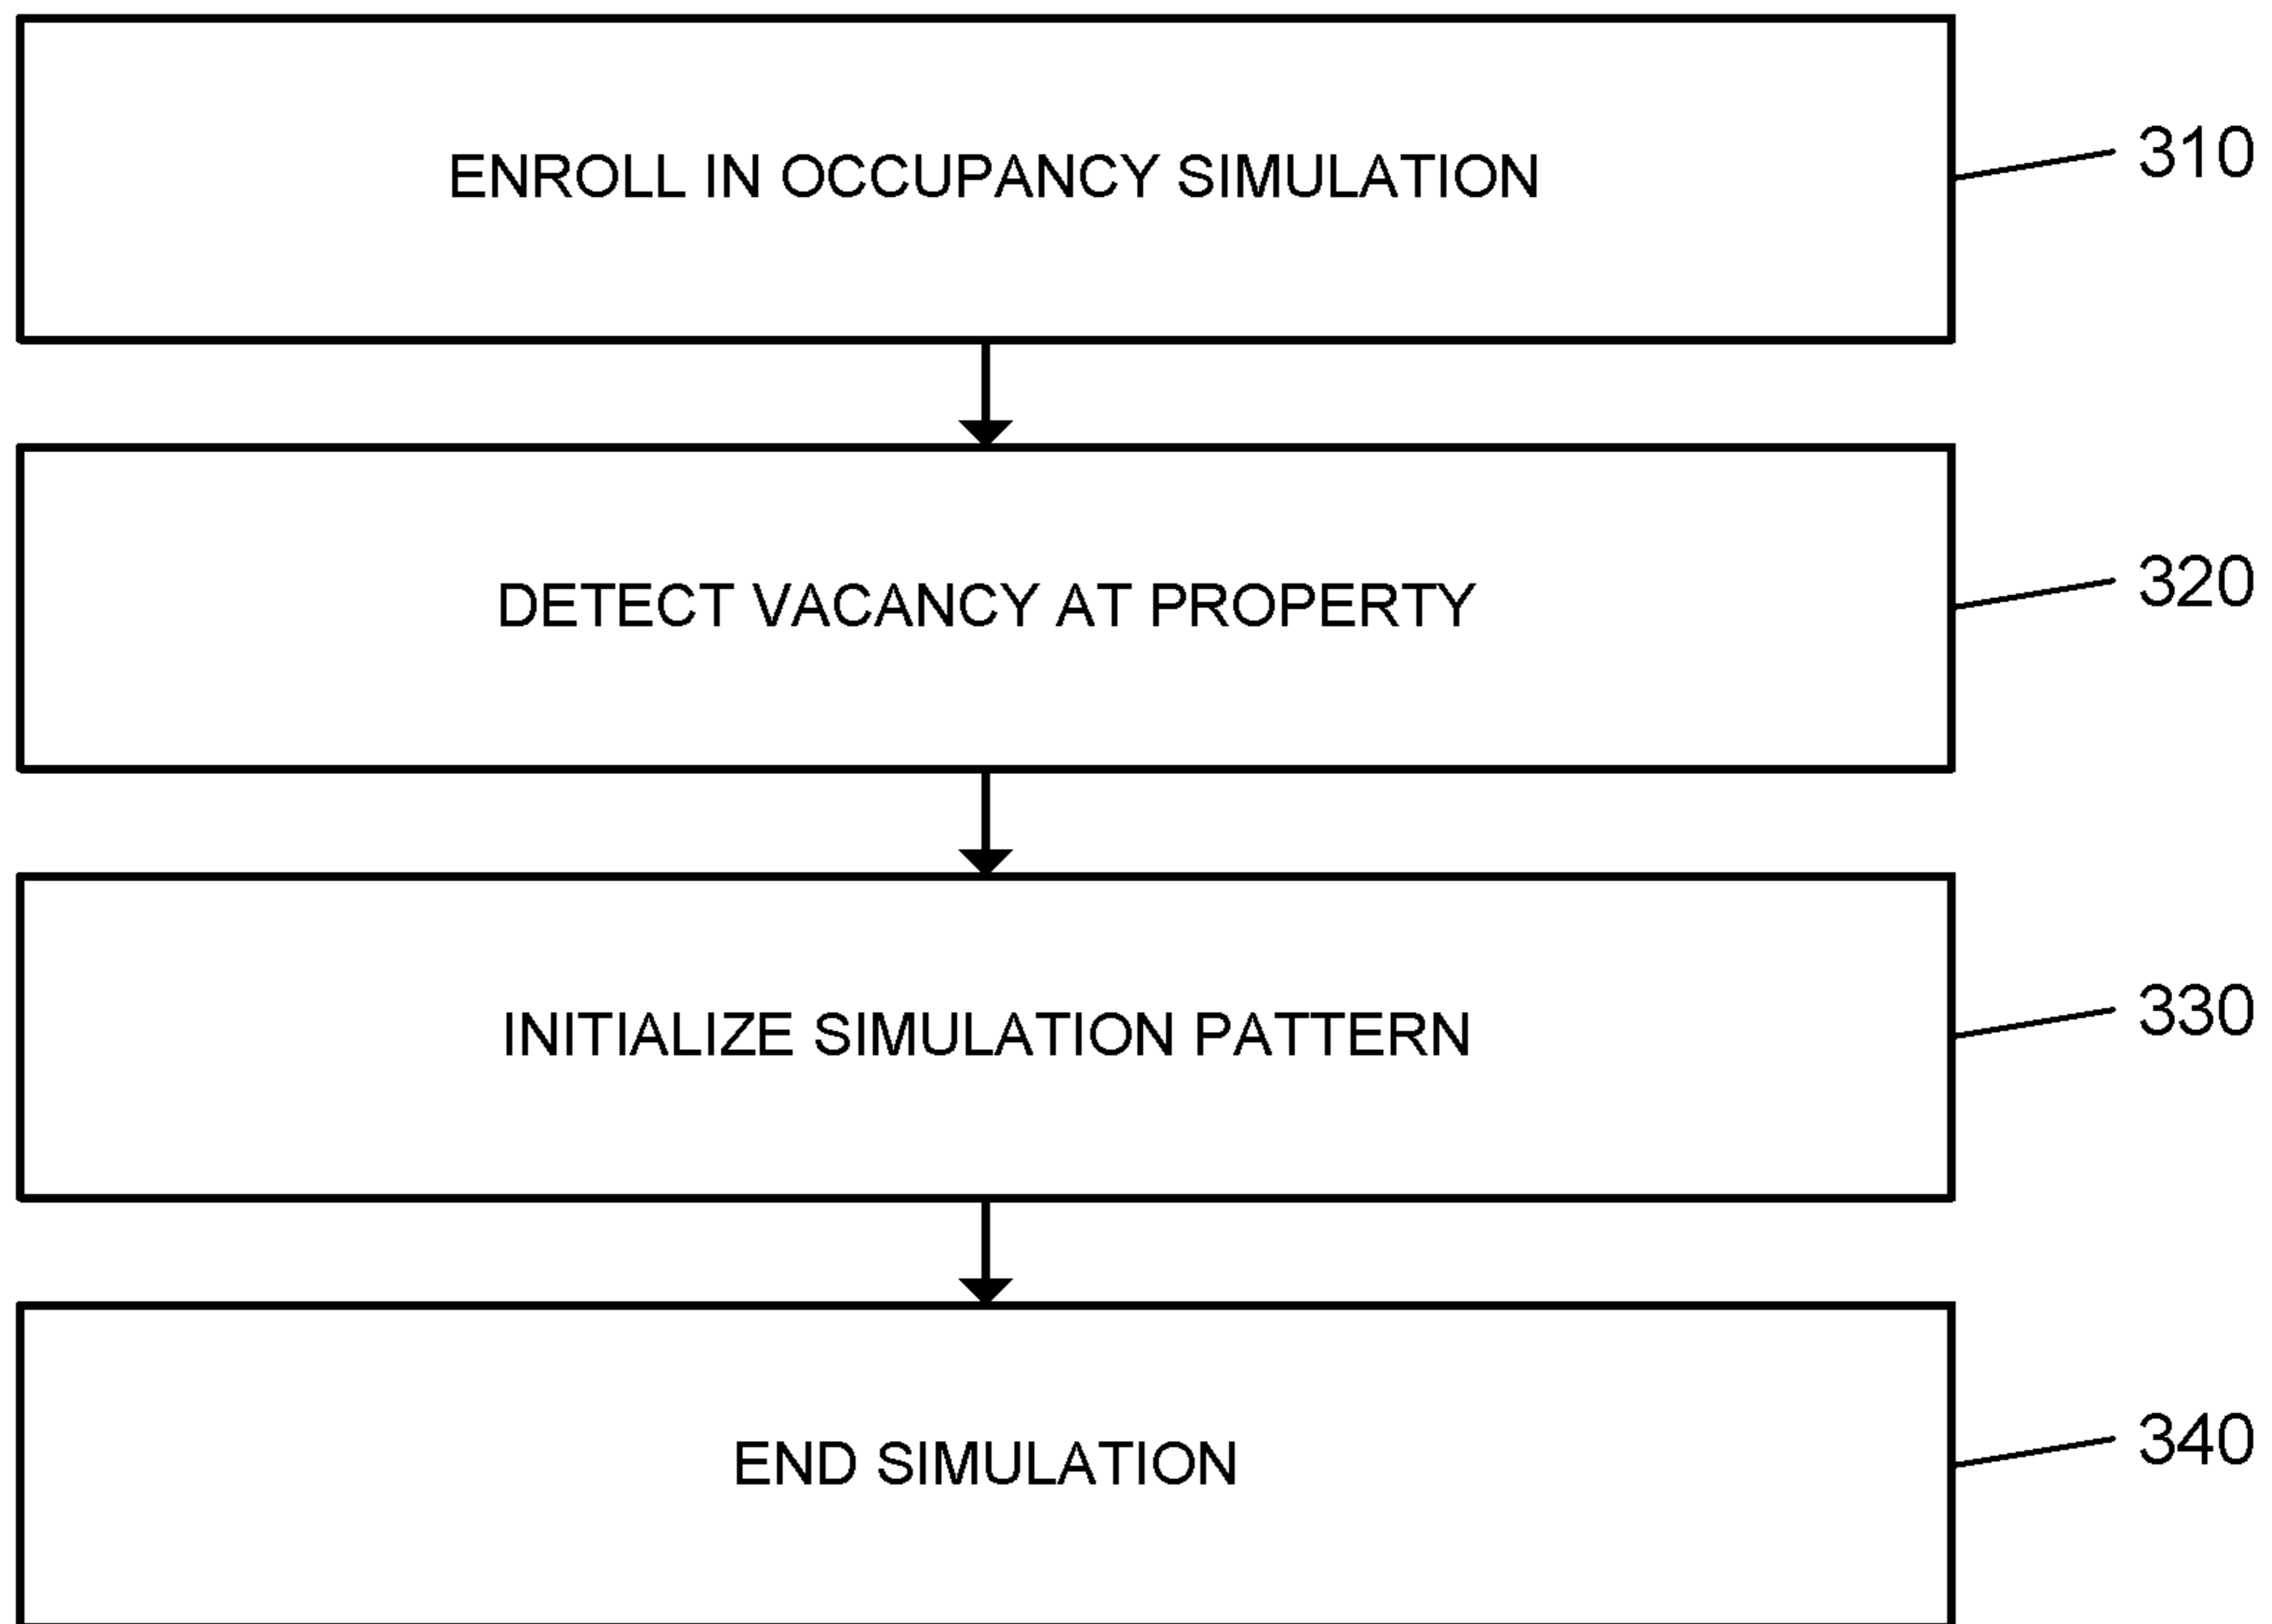 ENROLL IN OCCUPANCY SIMULATION
310
DETECT VACANCY AT PROPERTY
320
INITIALIZE SIMULATION PATTERN
330
END SIMULATION
340